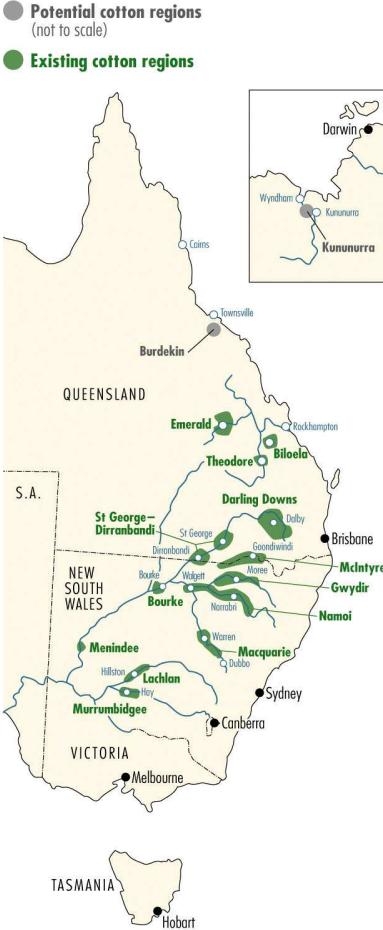 Potential cotton regions
(not to scale)
Existing cotton regions
Darwin
Wyndham
Kununurra
Kununurra
Cairns
Townsville
Burdekin
QUEENSLAND
Emerald
Rockhampton
Biloela
Theodore
S.A.
Darling Downs
St George–
Dirranbandi
St George
Dalby
Dirranbandi
Goondiwindi
Brisbane
McIntyre
NEW
SOUTH
WALES
Bourke
Walgett
Moree
Gwydir
Bourke
Narrabri
Namoi
Warren
Menindee
Macquarie
Hillston
Lachlan
Dubbo
Hay
Murrumbidgee
Sydney
Canberra
VICTORIA
Melbourne
TASMANIA
Hobart